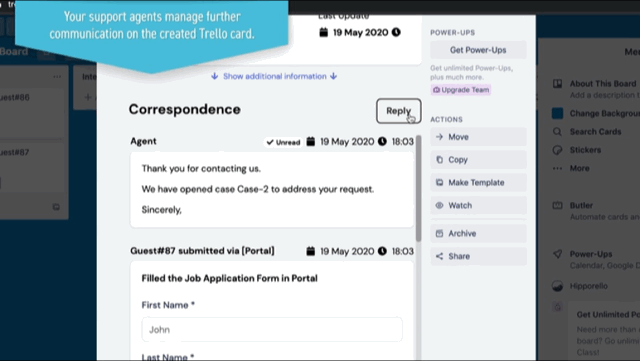 Your support agents manage further
communication on the created Trello card.
Last Update
19 May 2020
Show additional information
Correspondence
Reply
Agent
Unread
19 May 2020 18:03
Thank you for contacting us.
We have opened case Case-2 to address your request.
Sincerely,
Guest#87 submitted via [Portal]
19 May 2020 18:03
Filled the Job Application Form in Portal
First Name *
John
Last Name *
POWER-UPS
Get Power-Ups
Get unlimited Power-Ups,
plus much more.
Upgrade Team
ACTIONS
Move
Copy
Make Template
Watch
Archive
Share
Board
uest#86
uest#87
About This Board
Add a description t
Change Backgrou
Search Cards
Stickers
More
Butler
Automate cards an
Power-Ups
Calendar, Google D
Hipporello
Get Unlimited Po
Need more than
board? Go unlim
Class!